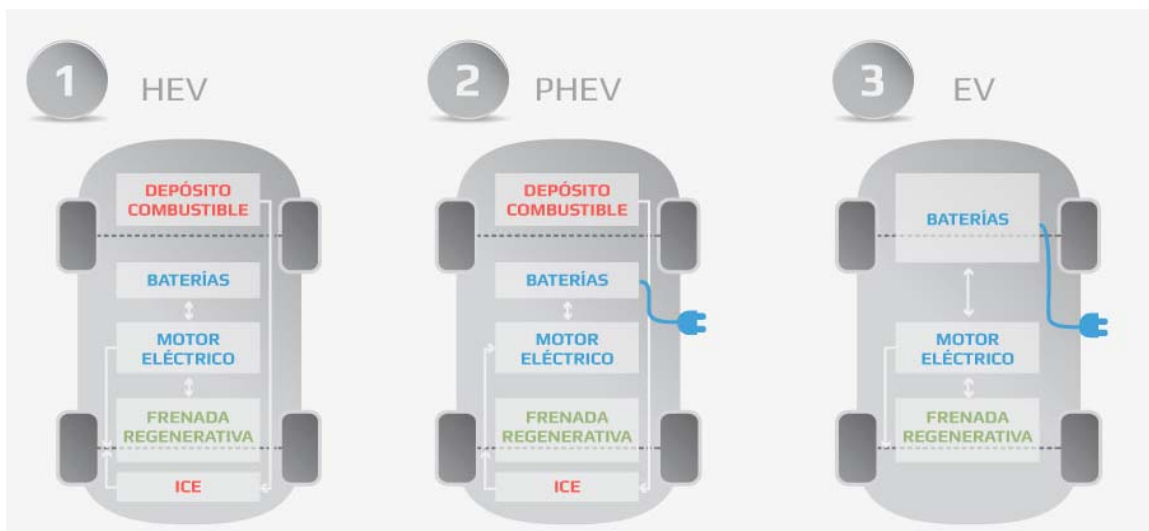 1 HEV
DEPÓSITO
COMBUSTIBLE
BATERÍAS
MOTOR
ELÉCTRICO
FRENADA
REGENERATIVA
ICE
2 PHEV
DEPÓSITO
COMBUSTIBLE
BATERÍAS
MOTOR
ELÉCTRICO
FRENADA
REGENERATIVA
ICE
3 EV
BATERÍAS
MOTOR
ELÉCTRICO
FRENADA
REGENERATIVA